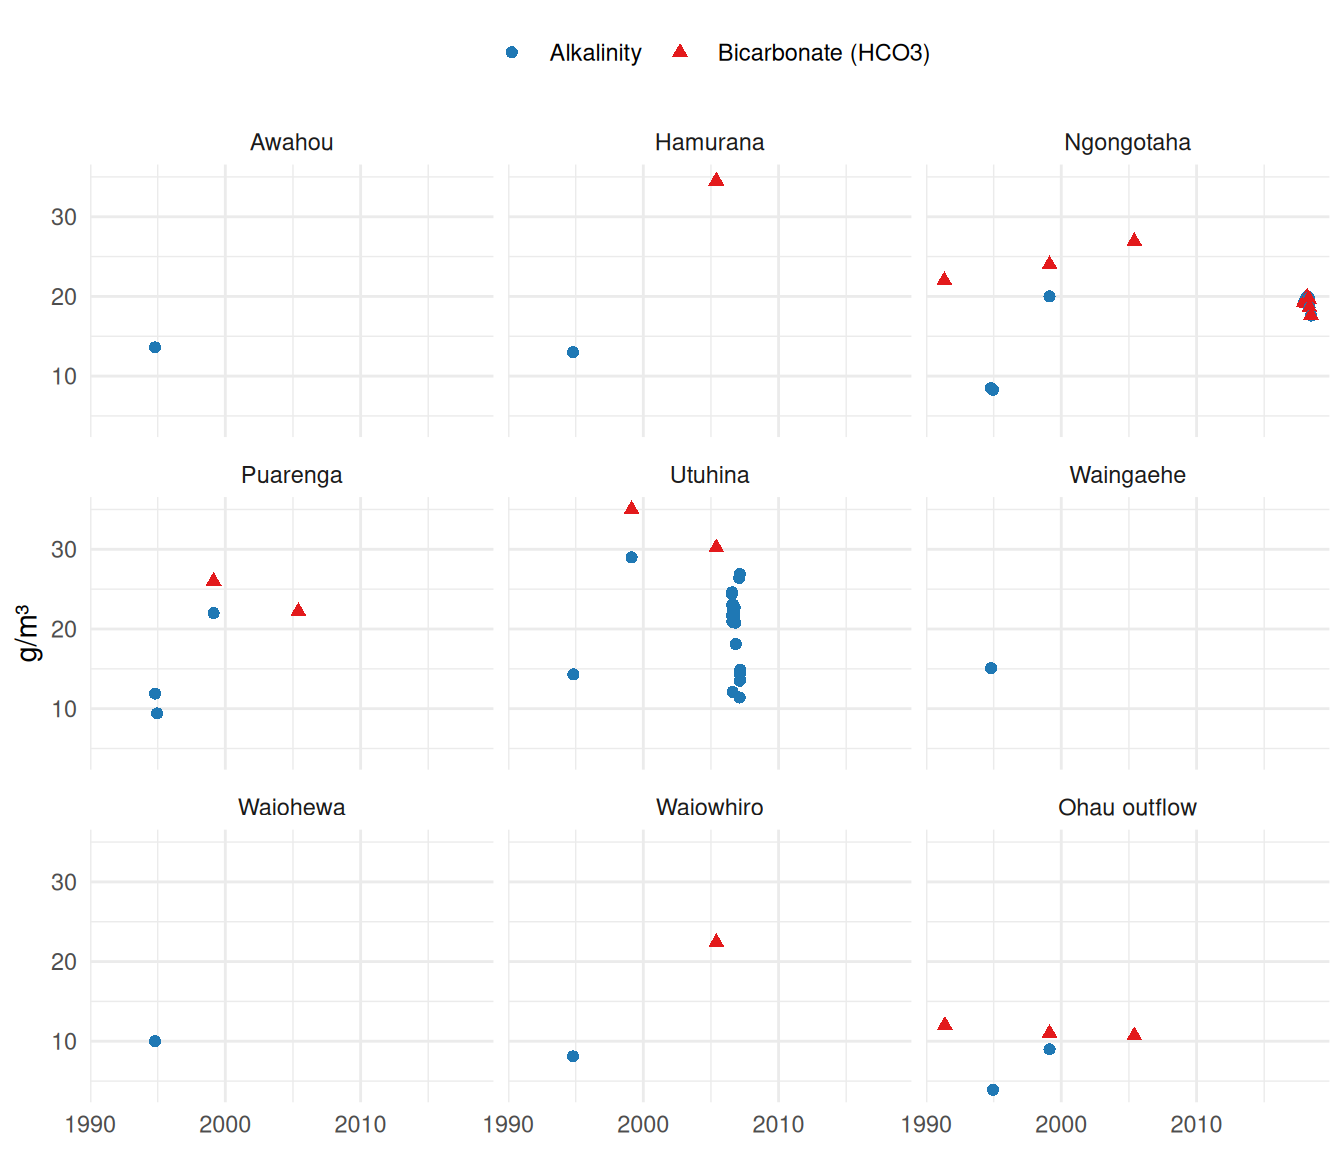 Alkalinity Bicarbonate (HCO3)
Awahou Hamurana Ngongotaha
30
20
10
Puarenga Utuhina Waingaehe
30
20
10
g/m³
Waiohewa Waiowhiro Ohau outflow
30
20
10
1990 2000 2010 1990 2000 2010 1990 2000 2010